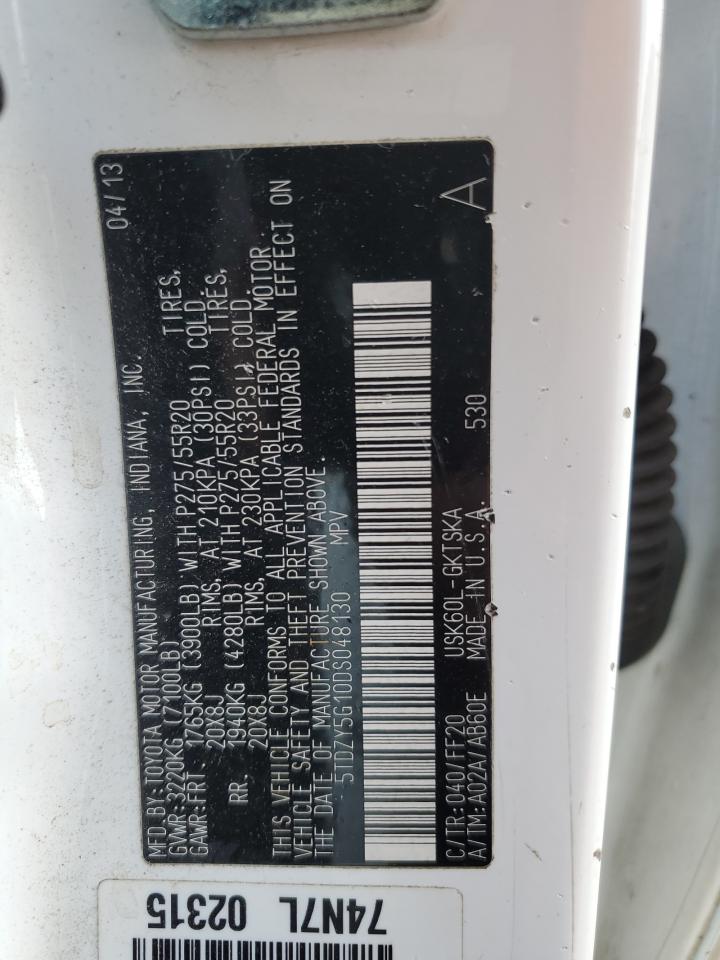 MFD BY:TOYOTA MOTOR MANUFACTURING, INDIANA, INC. 04/13
GVWR:3220KG (7100LB)
GAWR:FRT. 1765KG (3900LB) WITH P275/55R20 TIRES,
20X8J RIMS, AT 210KPA (30PSI) COLD.
RR. 1940KG (4280LB) WITH P275/55R20 TIRES,
20X8J RIMS, AT 230KPA (33PSI) COLD.
THIS VEHICLE CONFORMS TO ALL APPLICABLE FEDERAL MOTOR
VEHICLE SAFETY AND THEFT PREVENTION STANDARDS IN EFFECT ON
THE DATE OF MANUFACTURE SHOWN ABOVE.
5TDZY5G10DS048130 MPV
C/TR:040/FF20 USK60L-GKTSKA A
A/TM:A02A/AB60E MADE IN U.S.A. 530
74N7L
02315